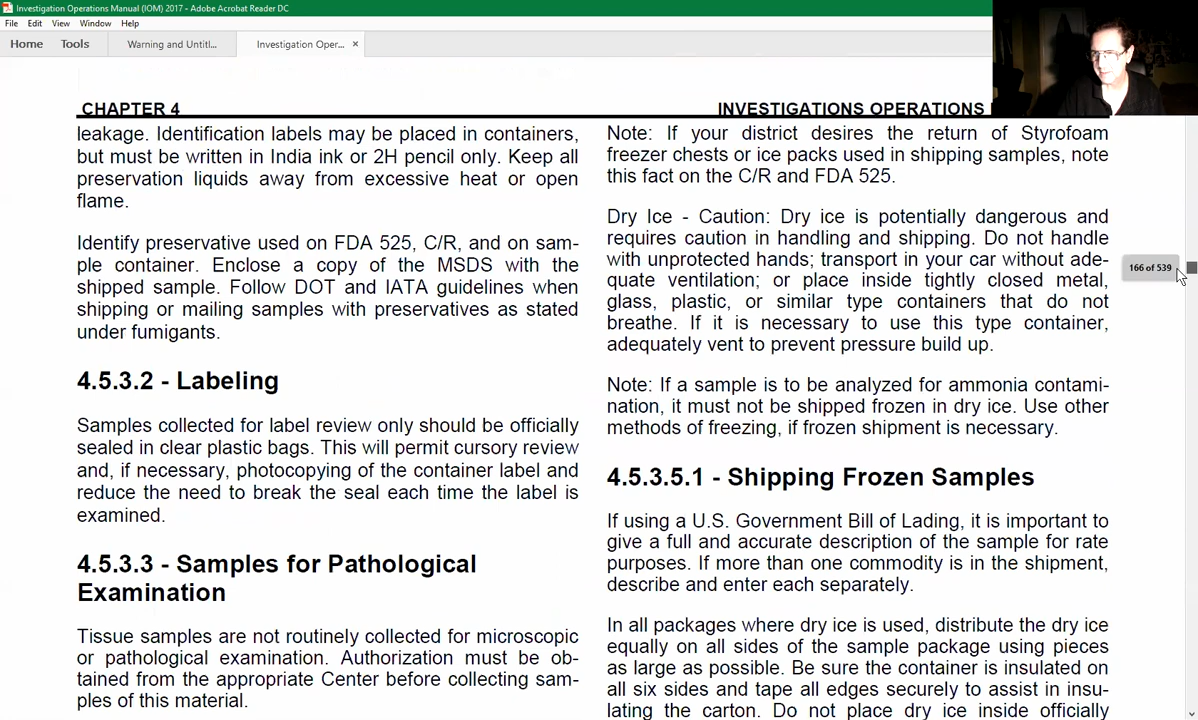 Investigation Operations Manual (IOM) 2017 - Adobe Acrobat Reader DC
File Edit View Window Help
Home Tools Warning and Untitl... Investigation Oper... ×
CHAPTER 4
INVESTIGATIONS OPERATIONS
leakage. Identification labels may be placed in containers,
but must be written in India ink or 2H pencil only. Keep all
preservation liquids away from excessive heat or open
flame.
Identify preservative used on FDA 525, C/R, and on sam-
ple container. Enclose a copy of the MSDS with the
shipped sample. Follow DOT and IATA guidelines when
shipping or mailing samples with preservatives as stated
under fumigants.
4.5.3.2 - Labeling
Samples collected for label review only should be officially
sealed in clear plastic bags. This will permit cursory review
and, if necessary, photocopying of the container label and
reduce the need to break the seal each time the label is
examined.
4.5.3.3 - Samples for Pathological
Examination
Tissue samples are not routinely collected for microscopic
or pathological examination. Authorization must be ob-
tained from the appropriate Center before collecting sam-
ples of this material.
Note: If your district desires the return of Styrofoam
freezer chests or ice packs used in shipping samples, note
this fact on the C/R and FDA 525.
Dry Ice - Caution: Dry ice is potentially dangerous and
requires caution in handling and shipping. Do not handle
with unprotected hands; transport in your car without ade-
quate ventilation; or place inside tightly closed metal,
glass, plastic, or similar type containers that do not
breathe. If it is necessary to use this type container,
adequately vent to prevent pressure build up.
Note: If a sample is to be analyzed for ammonia contami-
nation, it must not be shipped frozen in dry ice. Use other
methods of freezing, if frozen shipment is necessary.
4.5.3.5.1 - Shipping Frozen Samples
If using a U.S. Government Bill of Lading, it is important to
give a full and accurate description of the sample for rate
purposes. If more than one commodity is in the shipment,
describe and enter each separately.
In all packages where dry ice is used, distribute the dry ice
equally on all sides of the sample package using pieces
as large as possible. Be sure the container is insulated on
all six sides and tape all edges securely to assist in insu-
lating the carton. Do not place dry ice inside officially
166 of 539